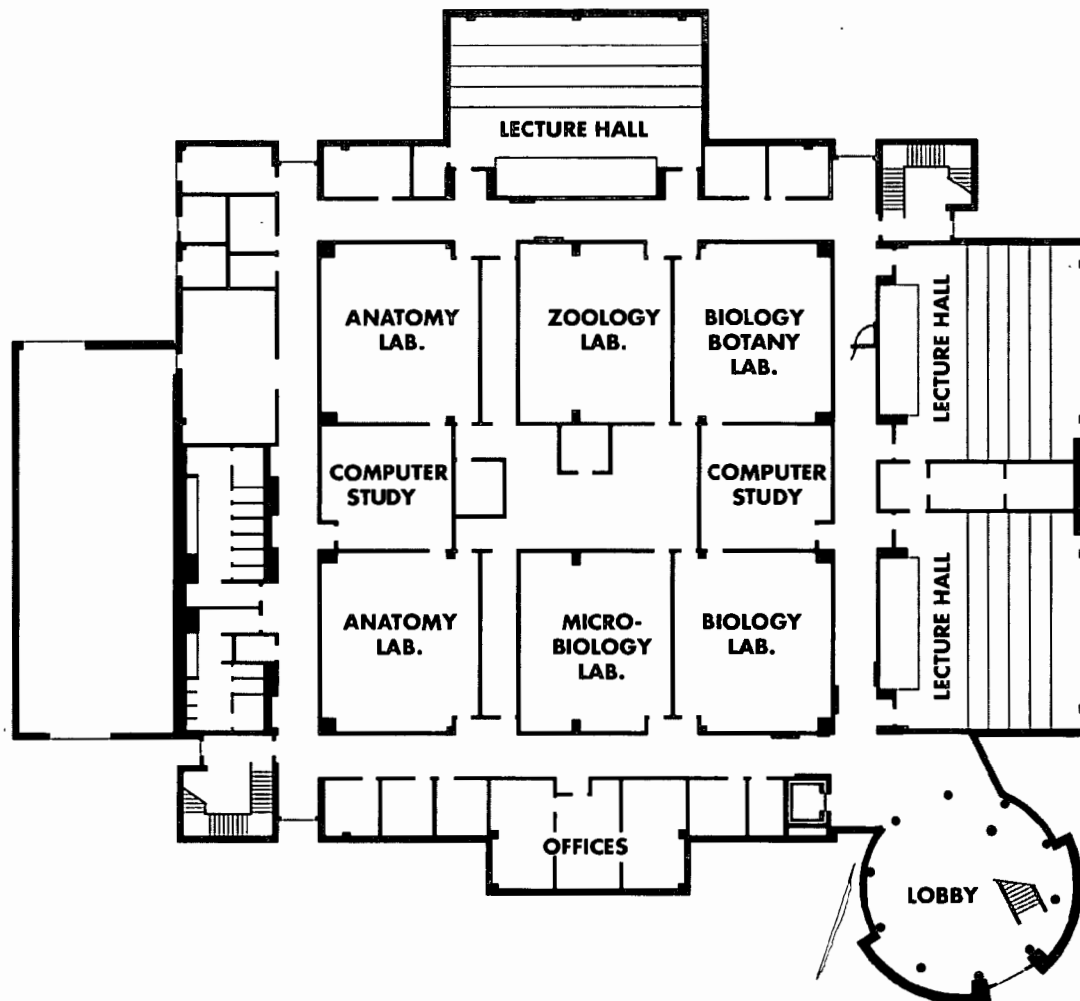 LECTURE HALL
ANATOMY
LAB.
ZOOLOGY
LAB.
BIOLOGY
BOTANY
LAB.
LECTURE HALL
COMPUTER
STUDY
COMPUTER
STUDY
ANATOMY
LAB.
MICRO-
BIOLOGY
LAB.
BIOLOGY
LAB.
LECTURE HALL
OFFICES
LOBBY